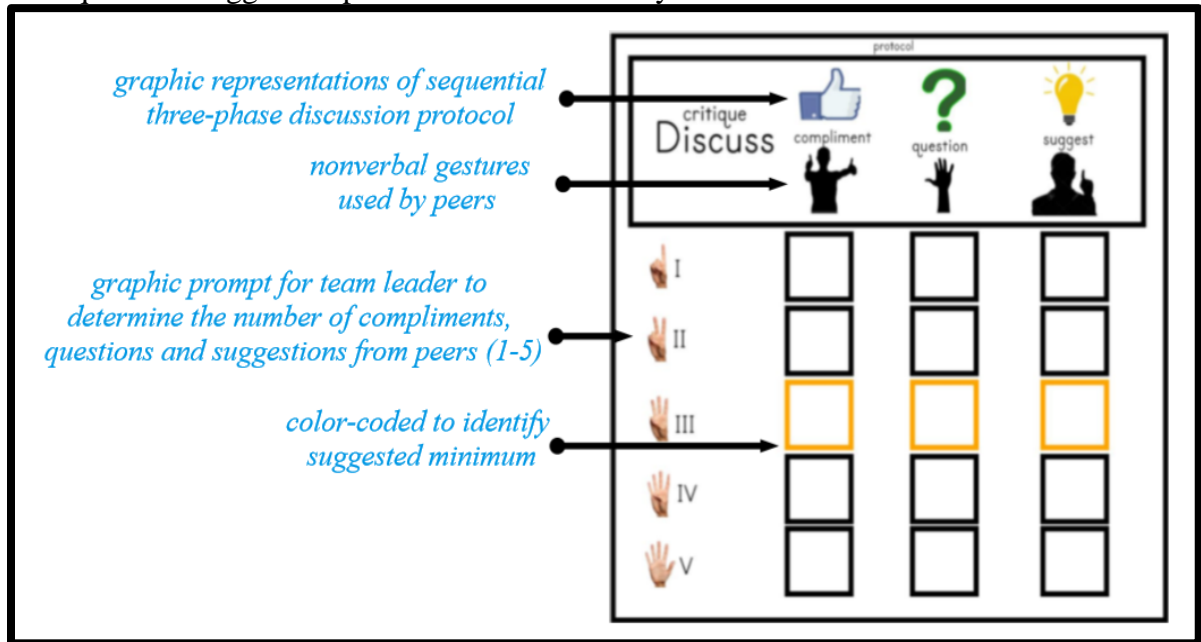 graphic representations of sequential
three-phase discussion protocol
nonverbal gestures
used by peers
graphic prompt for team leader to
determine the number of compliments,
questions and suggestions from peers (1-5)
color-coded to identify
suggested minimum
protocol
critique
Discuss
compliment
question
suggest
I
II
III
IV
V